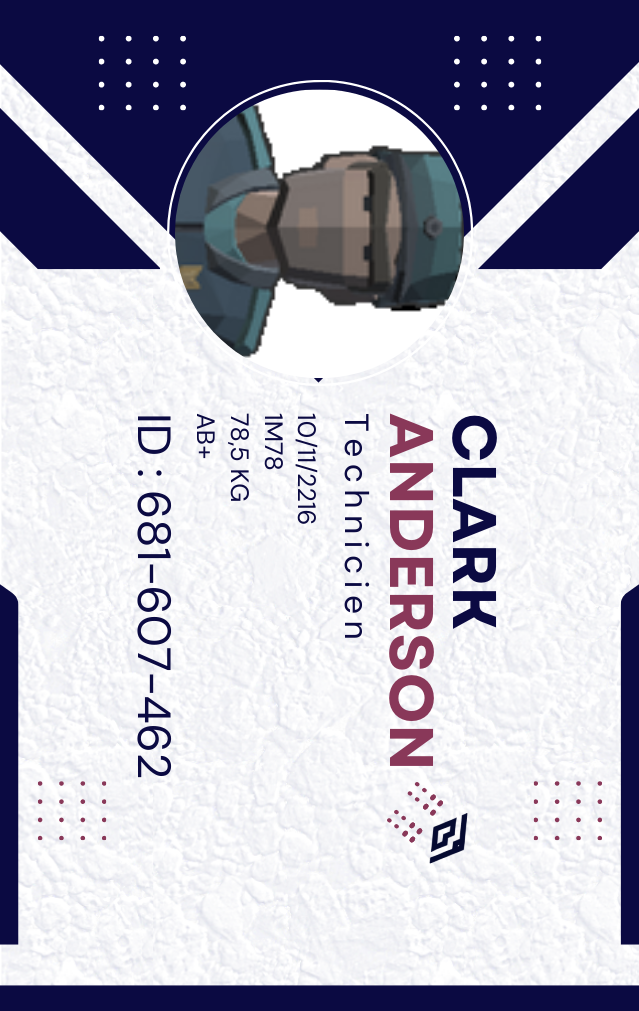 CLARK
ANDERSON
Technicien
10/11/2216
1M78
78,5 KG
AB+
ID : 681-607-462